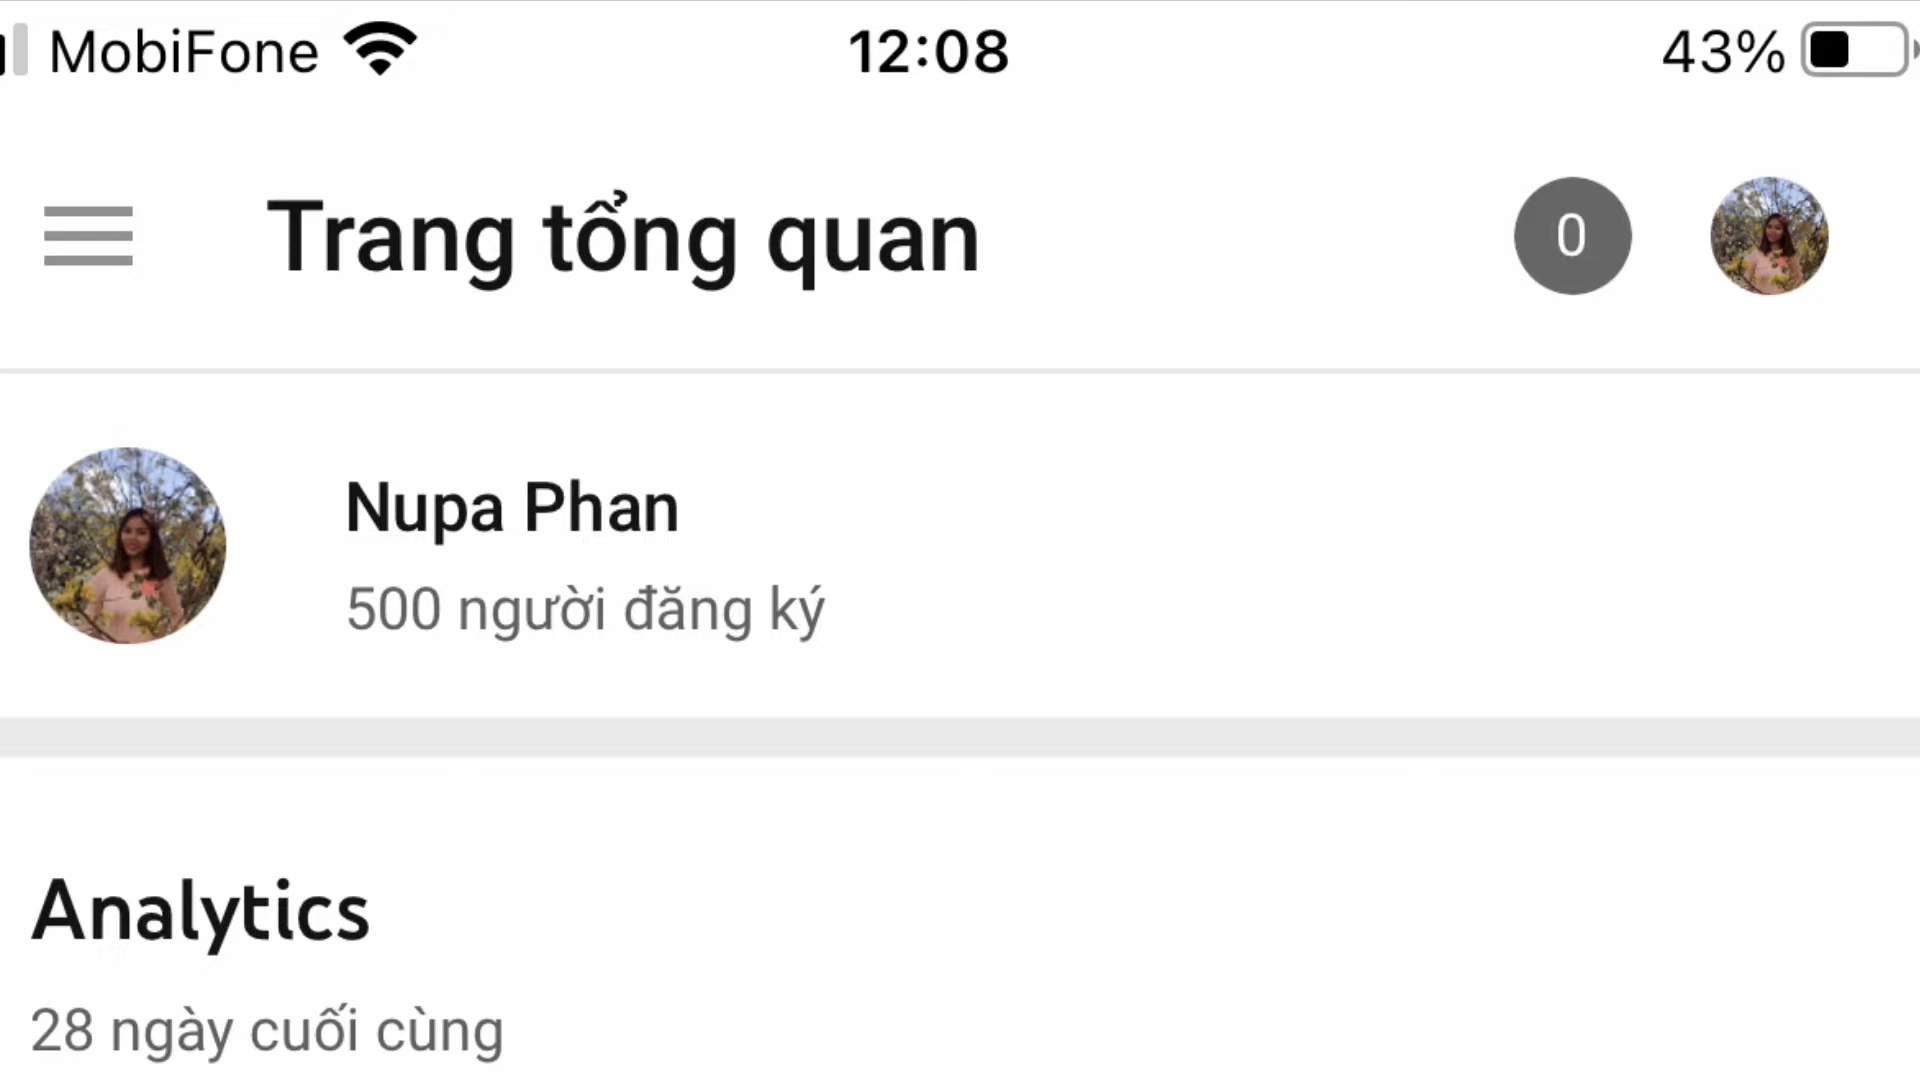 MobiFone 12:08 43%
Trang tổng quan 0
Nupa Phan
500 người đăng ký
Analytics
28 ngày cuối cùng